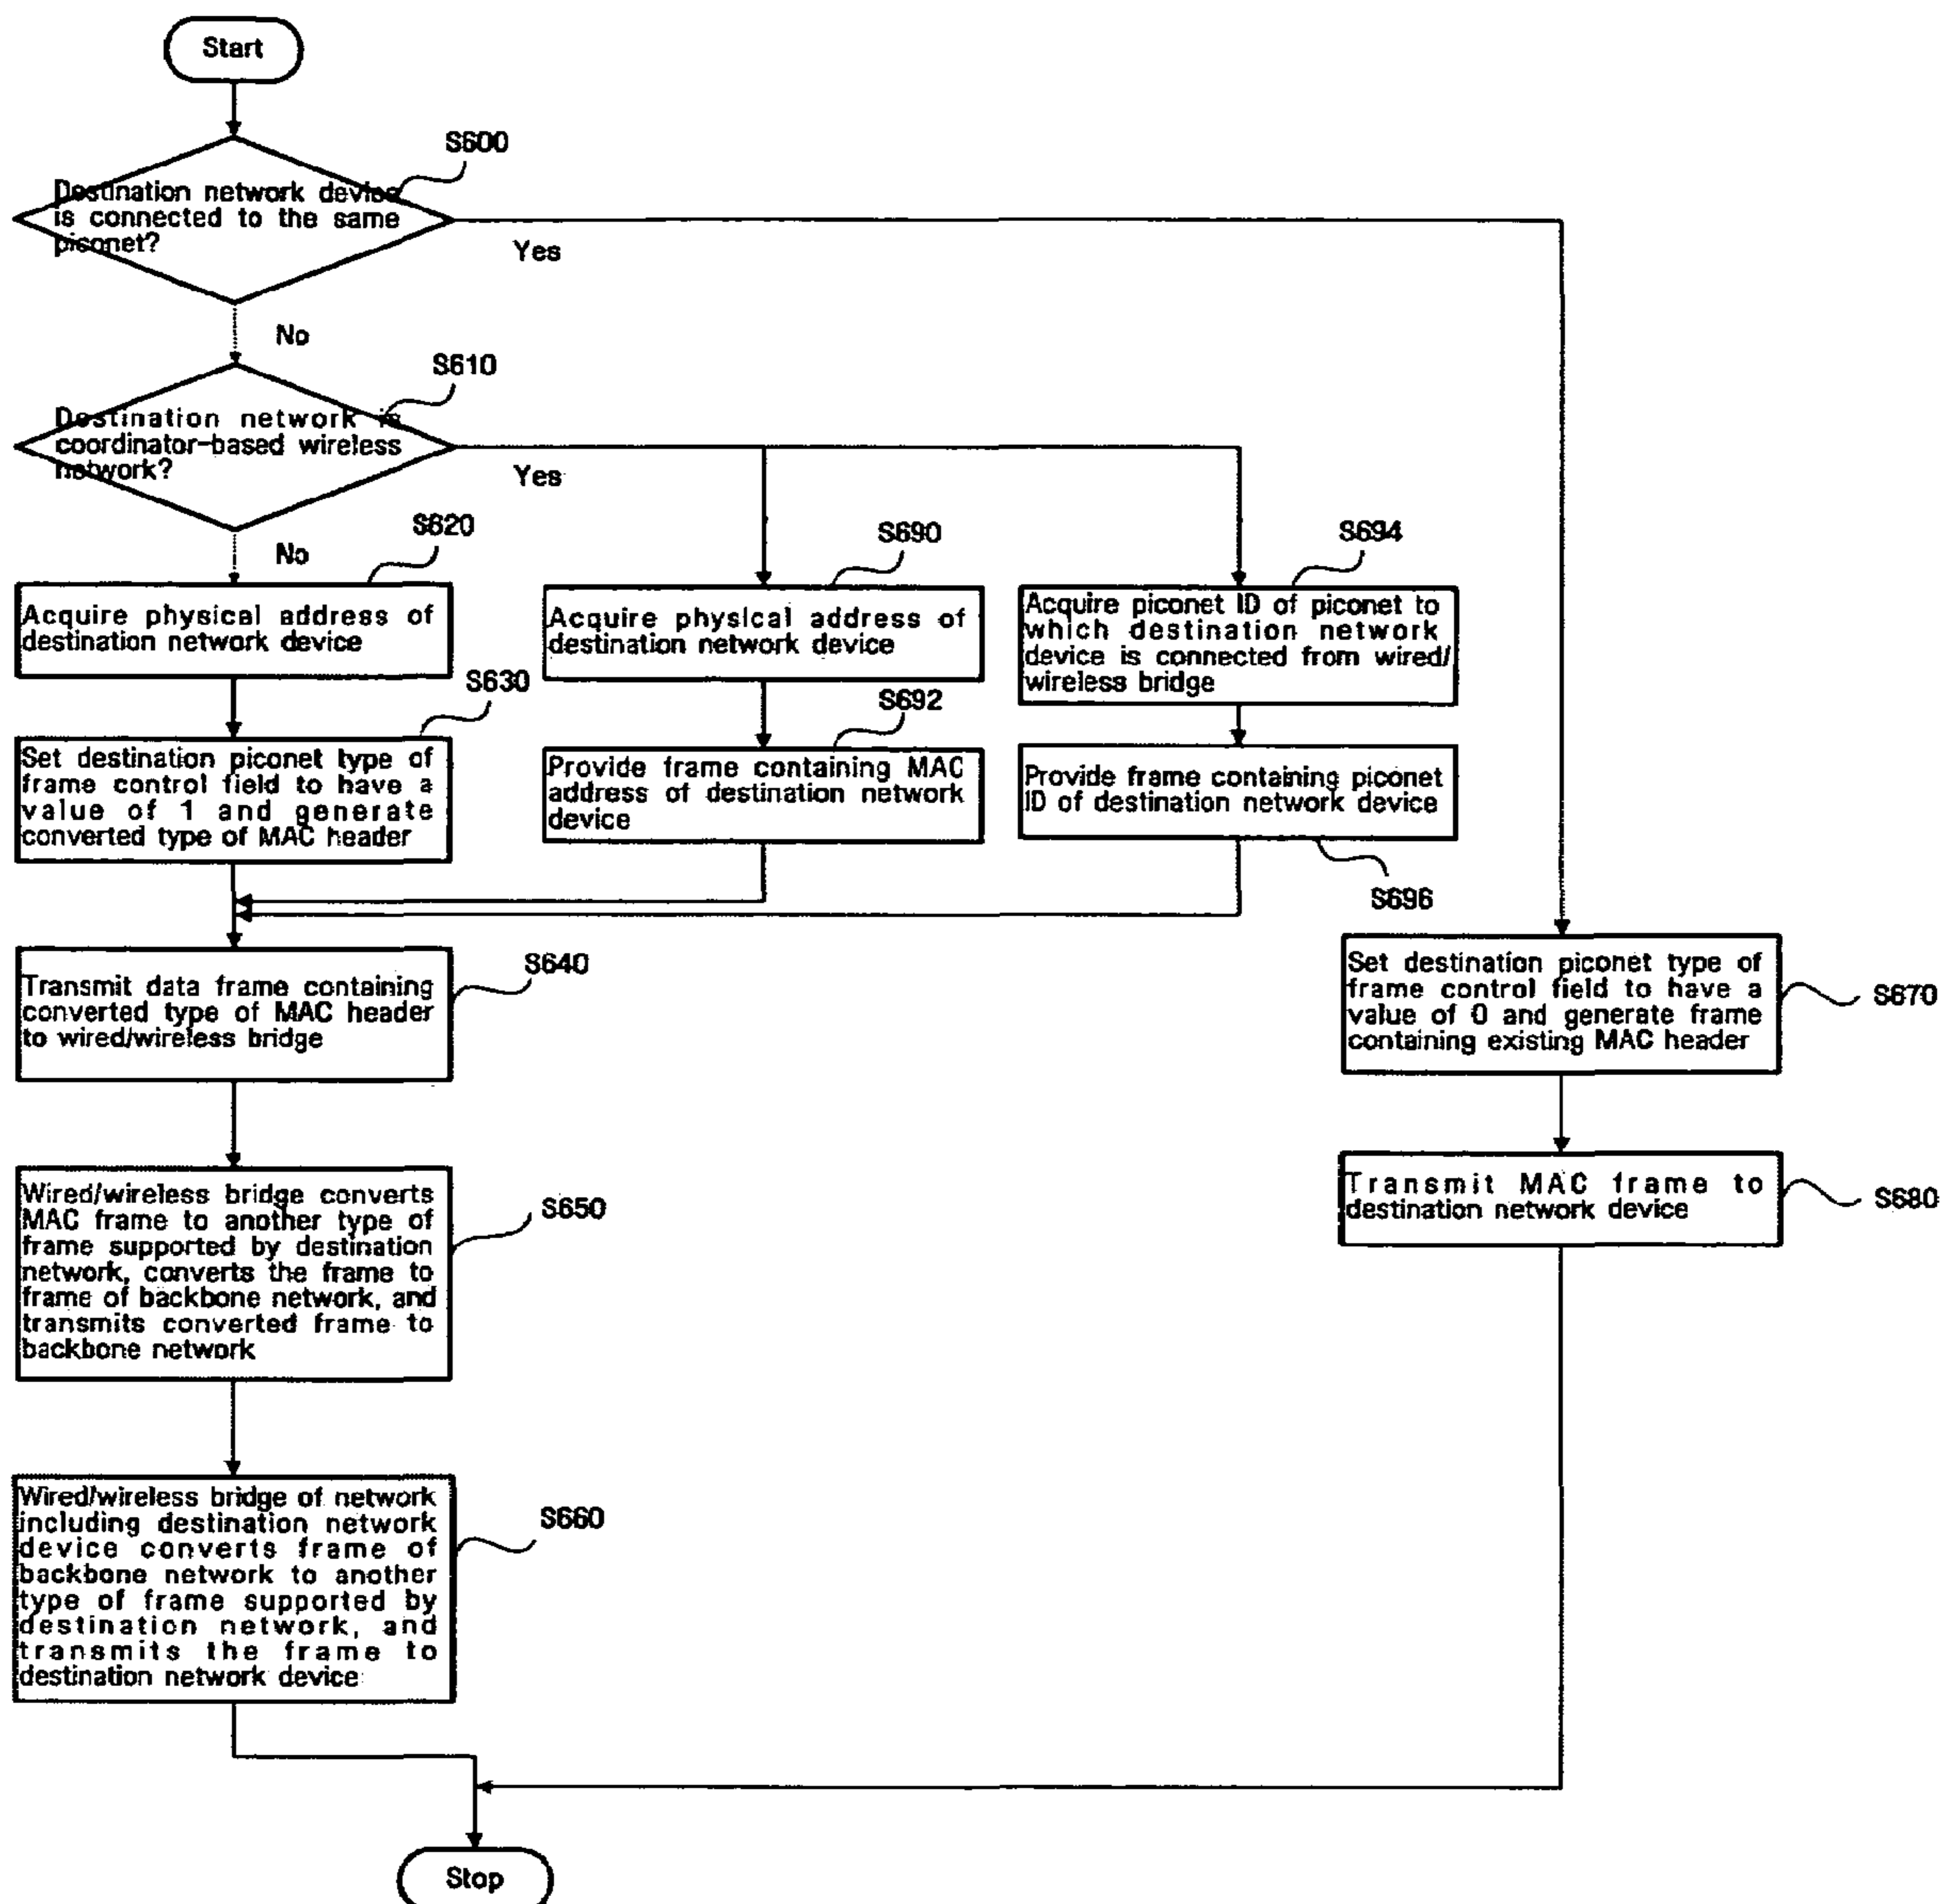 Start
S600
Destination network device
is connected to the same
piconet?
Yes
No
S610
Destination network is
coordinator-based wireless
network?
Yes
No
S620
Acquire physical address of
destination network device
S690
Acquire physical address of
destination network device
S694
Acquire piconet ID of piconet to
which destination network
device is connected from wired/
wireless bridge
S630
Set destination piconet type of
frame control field to have a
value of 1 and generate
converted type of MAC header
S692
Provide frame containing MAC
address of destination network
device
Provide frame containing piconet
ID of destination network device
S696
S640
Transmit data frame containing
converted type of MAC header
to wired/wireless bridge
Set destination piconet type of
frame control field to have a
value of 0 and generate frame
containing existing MAC header
S670
Wired/wireless bridge converts
MAC frame to another type of
frame supported by destination
network, converts the frame to
frame of backbone network, and
transmits converted frame to
backbone network
S650
Transmit MAC frame to
destination network device
S680
Wired/wireless bridge of network
including destination network
device converts frame of
backbone network to another
type of frame supported by
destination network, and
transmits the frame to
destination network device
S660
Stop